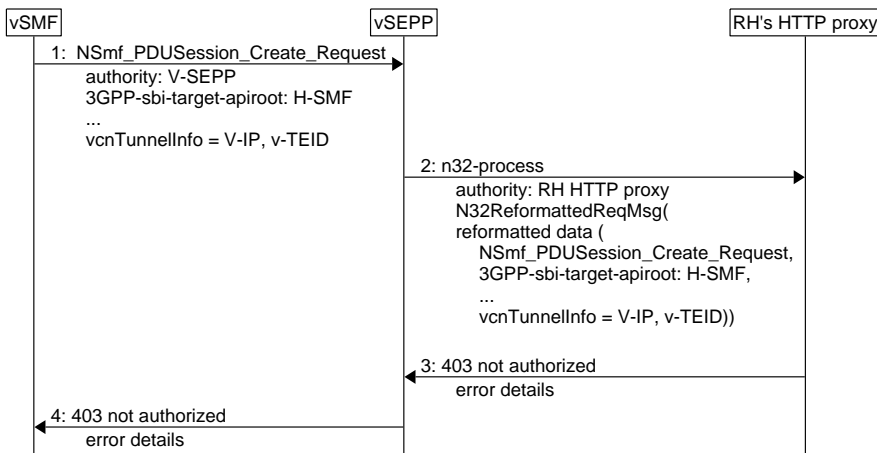 vSMF
vSEPP
RH's HTTP proxy
1: NSmf_PDUSession_Create_Request
authority: V-SEPP
3GPP-sbi-target-apiroot: H-SMF
...
vcnTunnelInfo = V-IP, v-TEID
2: n32-process
authority: RH HTTP proxy
N32ReformattedReqMsg(
reformatted data (
NSmf_PDUSession_Create_Request,
3GPP-sbi-target-apiroot: H-SMF,
...
vcnTunnelInfo = V-IP, v-TEID))
3: 403 not authorized
error details
4: 403 not authorized
error details